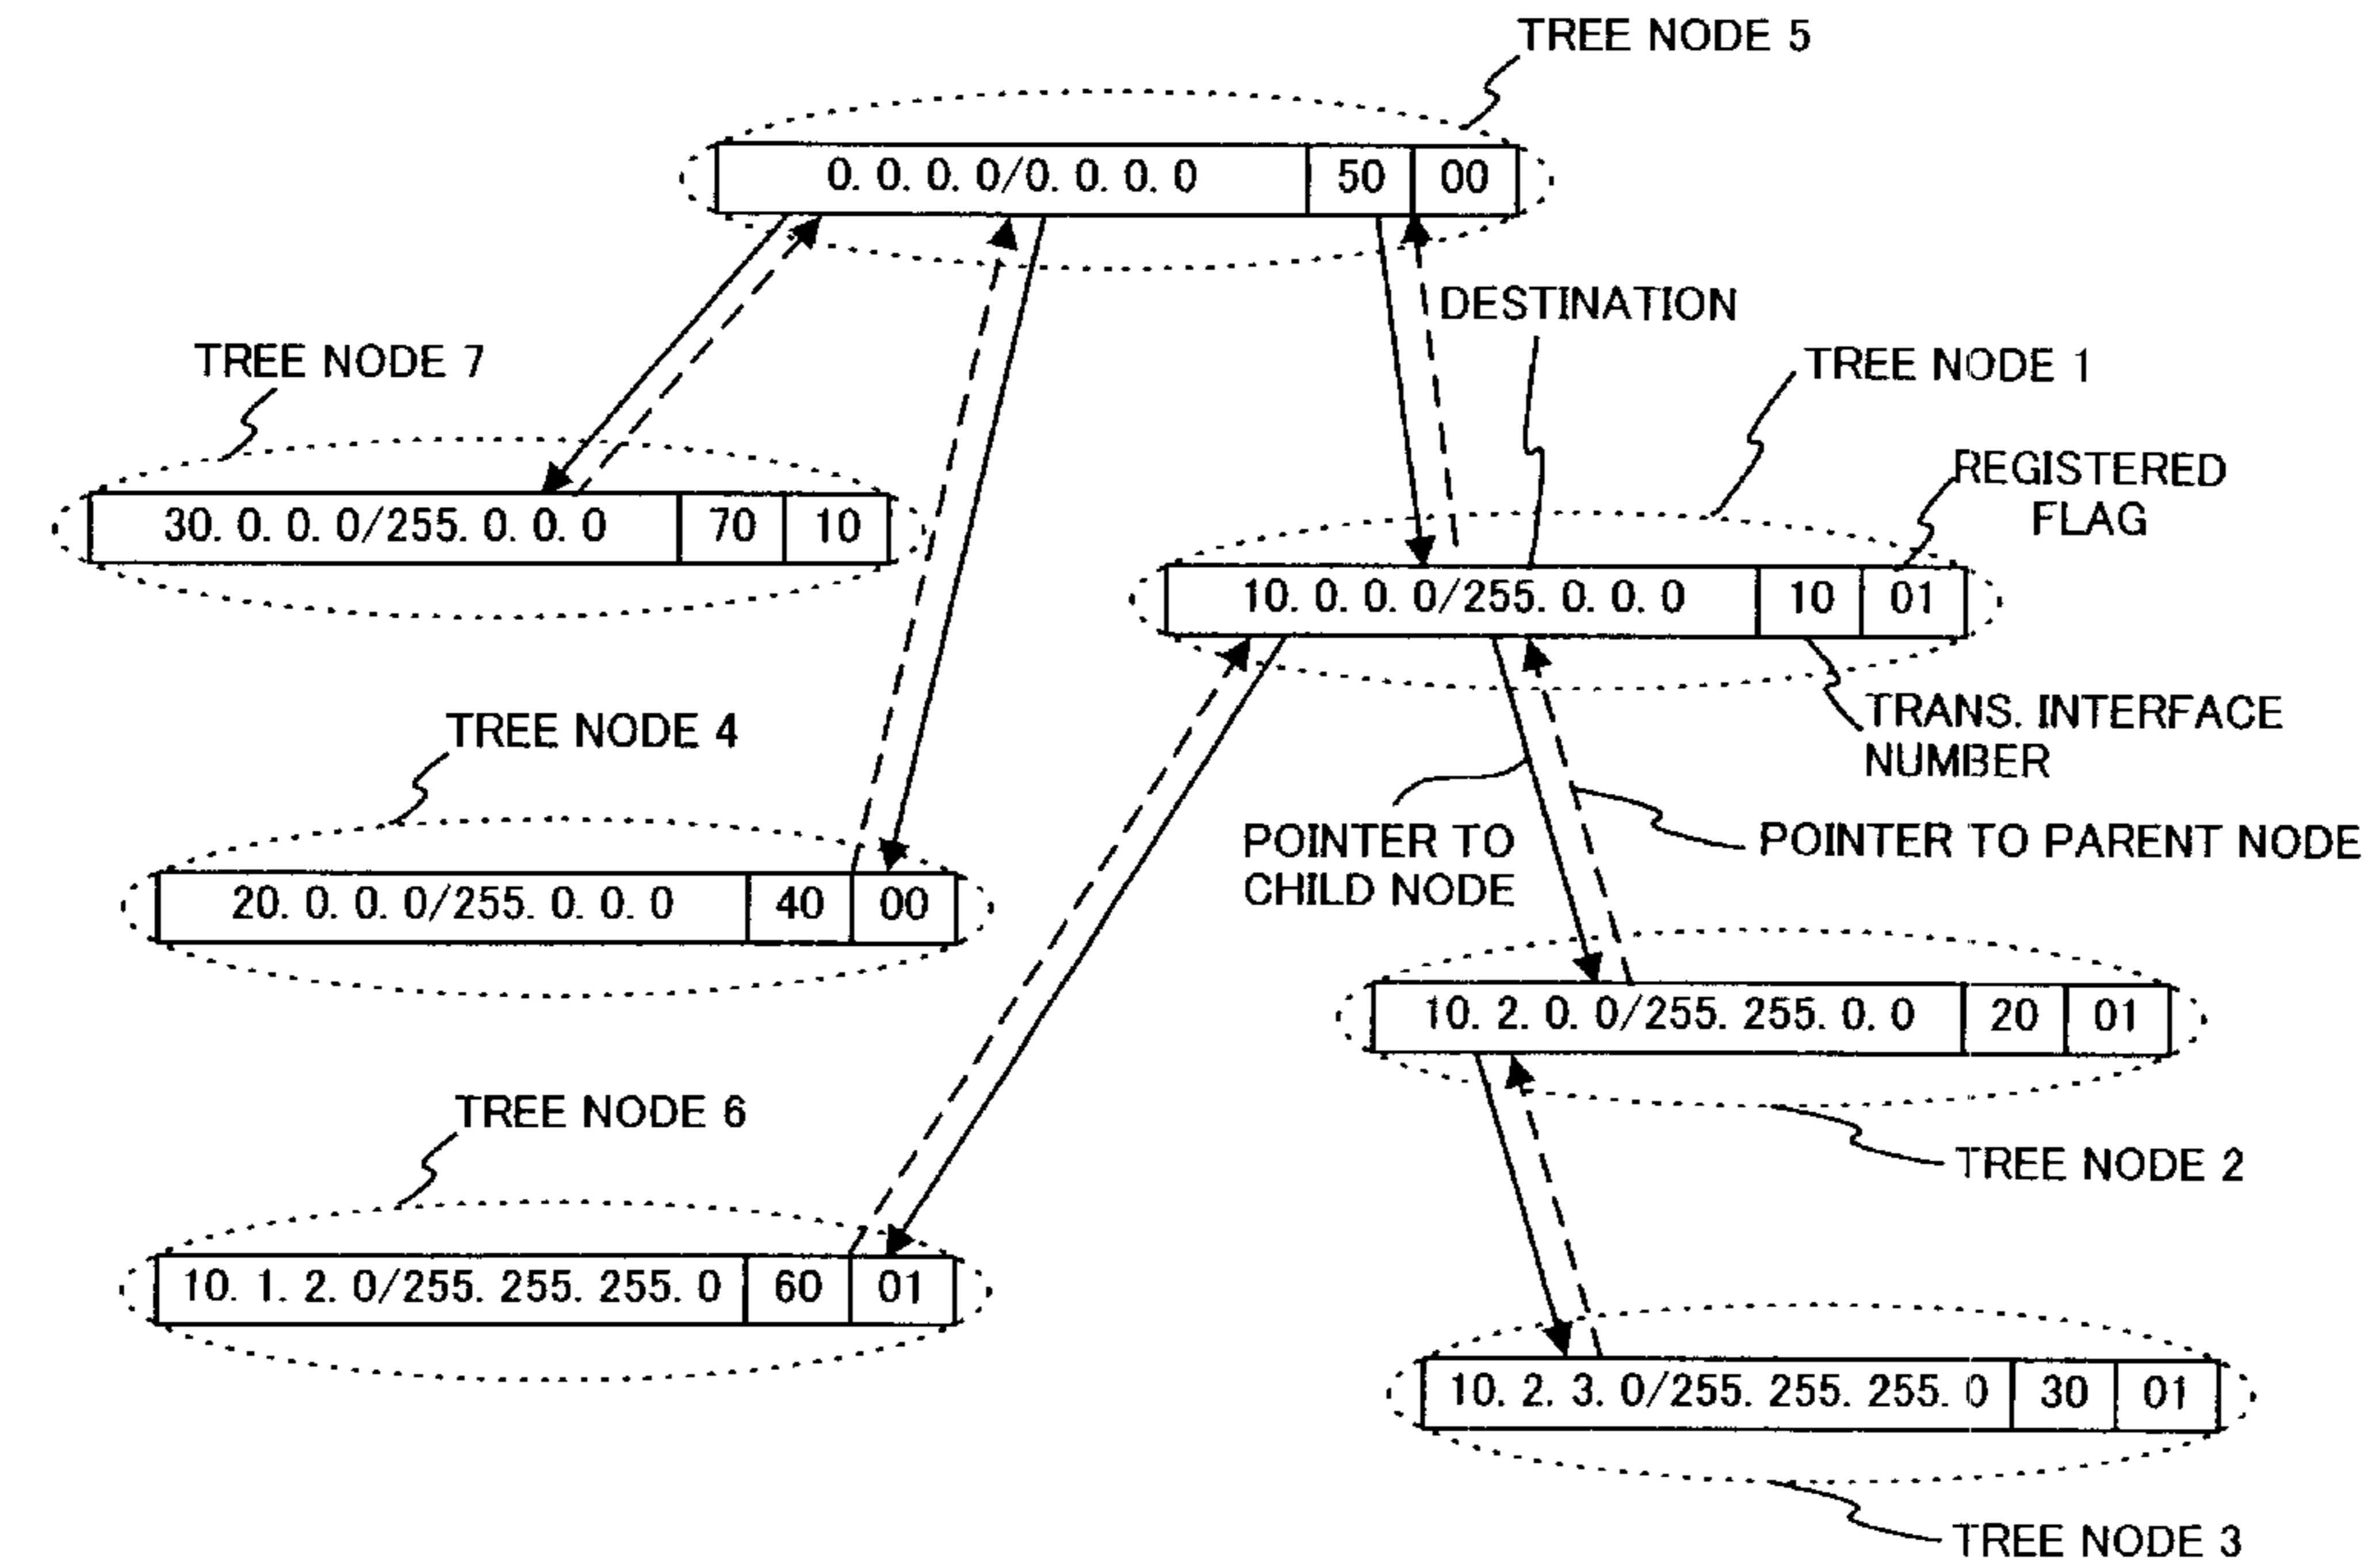 TREE NODE 5
0. 0. 0. 0/0. 0. 0. 0 50 00
DESTINATION
TREE NODE 7
TREE NODE 1
REGISTERED
FLAG
30. 0. 0. 0/255. 0. 0. 0 70 10
10. 0. 0. 0/255. 0. 0. 0 10 01
TRANS. INTERFACE
NUMBER
TREE NODE 4
POINTER TO
CHILD NODE
POINTER TO PARENT NODE
20. 0. 0. 0/255. 0. 0. 0 40 00
10. 2. 0. 0/255. 255. 0. 0 20 01
TREE NODE 6
TREE NODE 2
10. 1. 2. 0/255. 255. 255. 0 60 01
10. 2. 3. 0/255. 255. 255. 0 30 01
TREE NODE 3